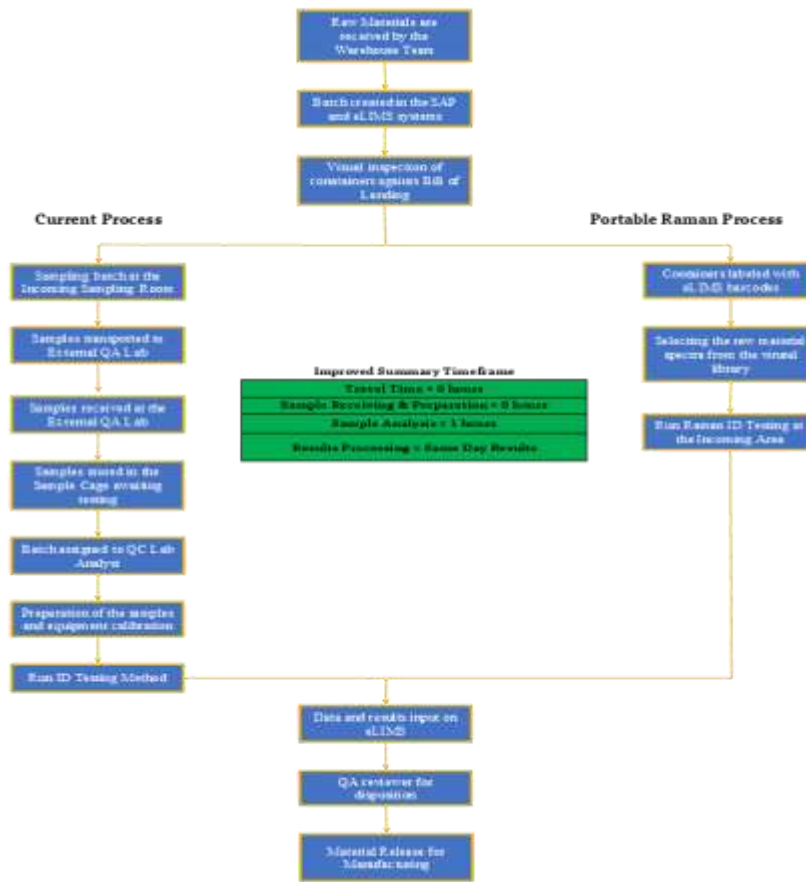 Raw Materials are
received by the
Warehouse Team
Batch created in the SAP
and eLIMS systems
Visual inspection of
constainers against Bill of
Landing
Current Process
Portable Raman Process
Sampling batch at the
Incoming Sampling Room
Samples transported to
External QA Lab
Samples received at the
External QA Lab
Samples stored in the
Sample Cage awaiting
testing
Batch assigned to QC Lab
Analyst
Preparation of the samples
and equipment calibration
Run ID Testing Method
Containers labeled with
eLIMS barcodes
Selecting the raw material
spectra from the visual
library
Run Raman ID Testing at
the Incoming Area
Improved Summary Timeframe
Travel Time = 0 hours
Sample Receiving & Preparation = 0 hours
Sample Analysis = 1 hours
Results Processing = Same Day Results
Data and results input on
eLIMS
QA reviewer for
disposition
Material Release for
Manufacturing